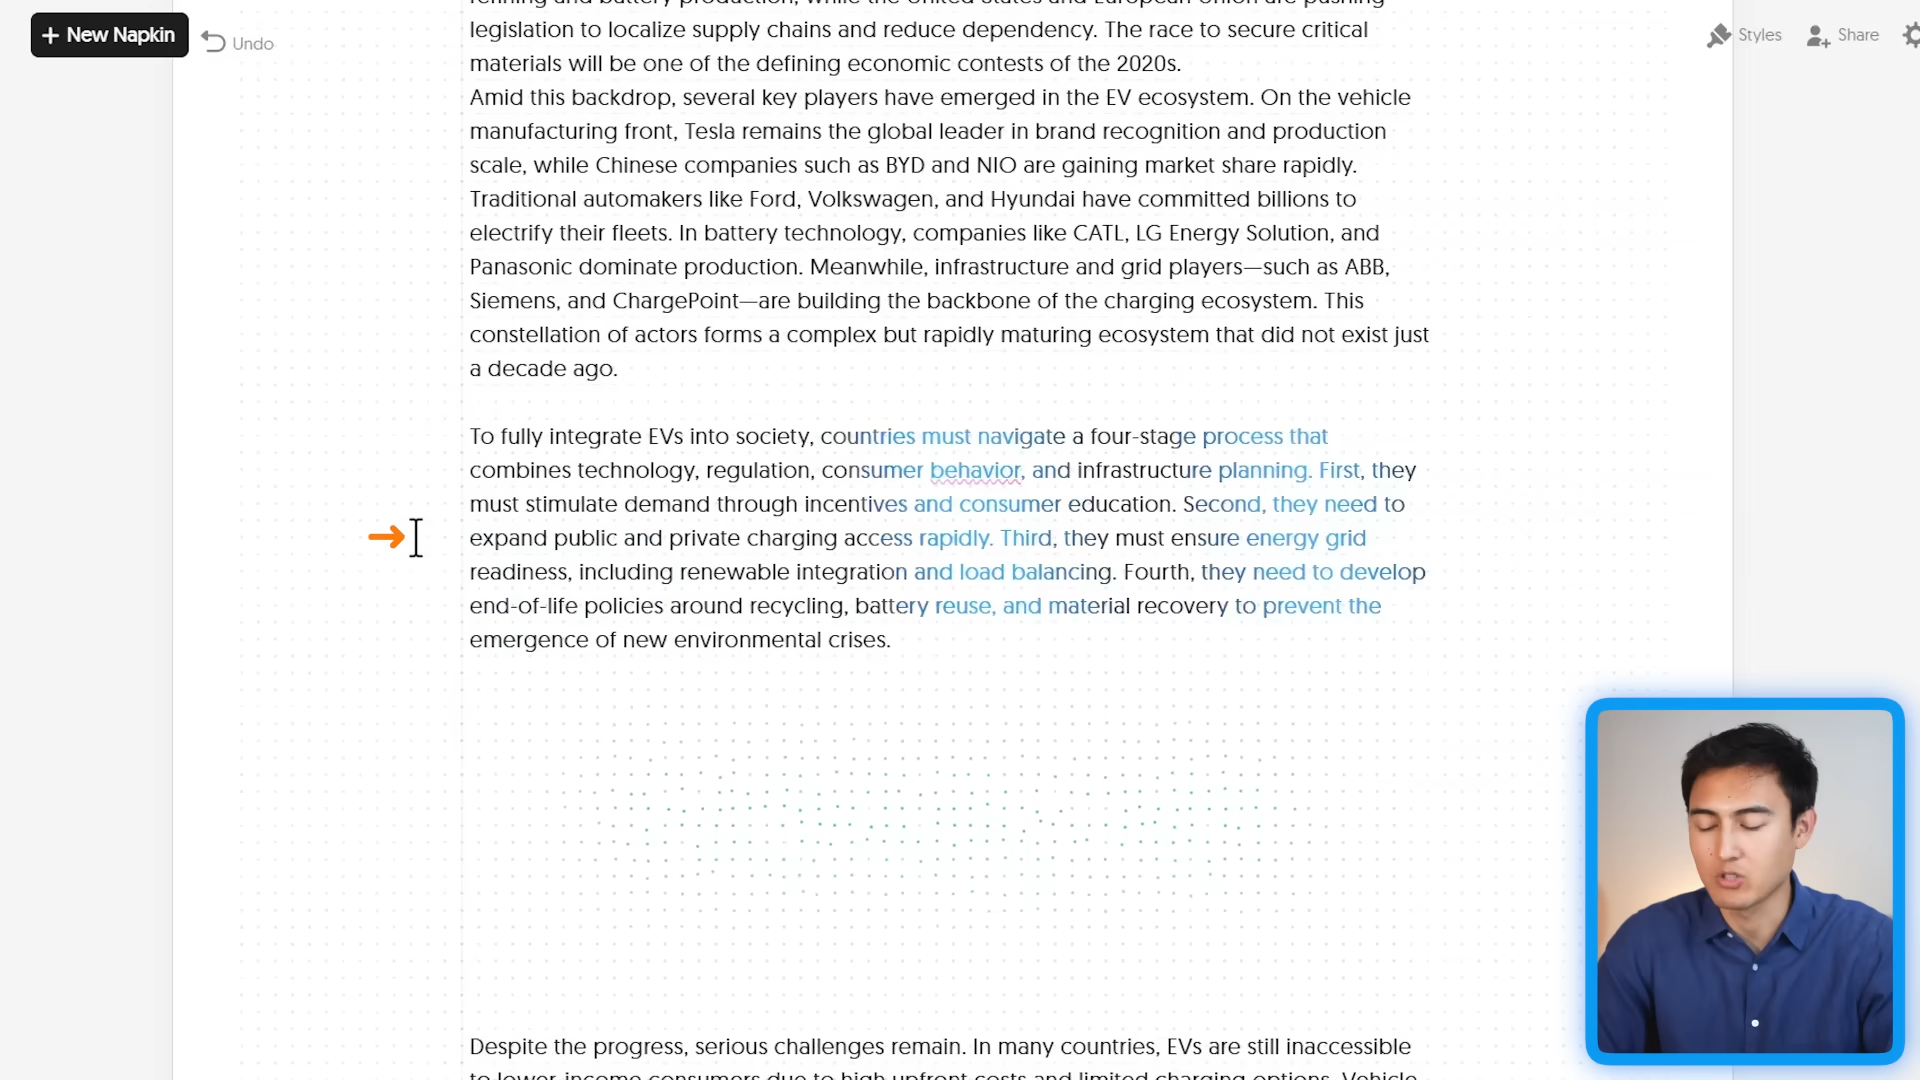 refining and battery production, while the United States and European Union are pushing
+ New Napkin
Undo
Styles
Share
legislation to localize supply chains and reduce dependency. The race to secure critical
materials will be one of the defining economic contests of the 2020s.
Amid this backdrop, several key players have emerged in the EV ecosystem. On the vehicle
manufacturing front, Tesla remains the global leader in brand recognition and production
scale, while Chinese companies such as BYD and NIO are gaining market share rapidly.
Traditional automakers like Ford, Volkswagen, and Hyundai have committed billions to
electrify their fleets. In battery technology, companies like CATL, LG Energy Solution, and
Panasonic dominate production. Meanwhile, infrastructure and grid players—such as ABB,
Siemens, and ChargePoint—are building the backbone of the charging ecosystem. This
constellation of actors forms a complex but rapidly maturing ecosystem that did not exist just
a decade ago.
To fully integrate EVs into society, countries must navigate a four-stage process that
combines technology, regulation, consumer behavior, and infrastructure planning. First, they
must stimulate demand through incentives and consumer education. Second, they need to
expand public and private charging access rapidly. Third, they must ensure energy grid
readiness, including renewable integration and load balancing. Fourth, they need to develop
end-of-life policies around recycling, battery reuse, and material recovery to prevent the
emergence of new environmental crises.
Despite the progress, serious challenges remain. In many countries, EVs are still inaccessible
to lower-income consumers due to high upfront costs and limited charging options. Vehicle